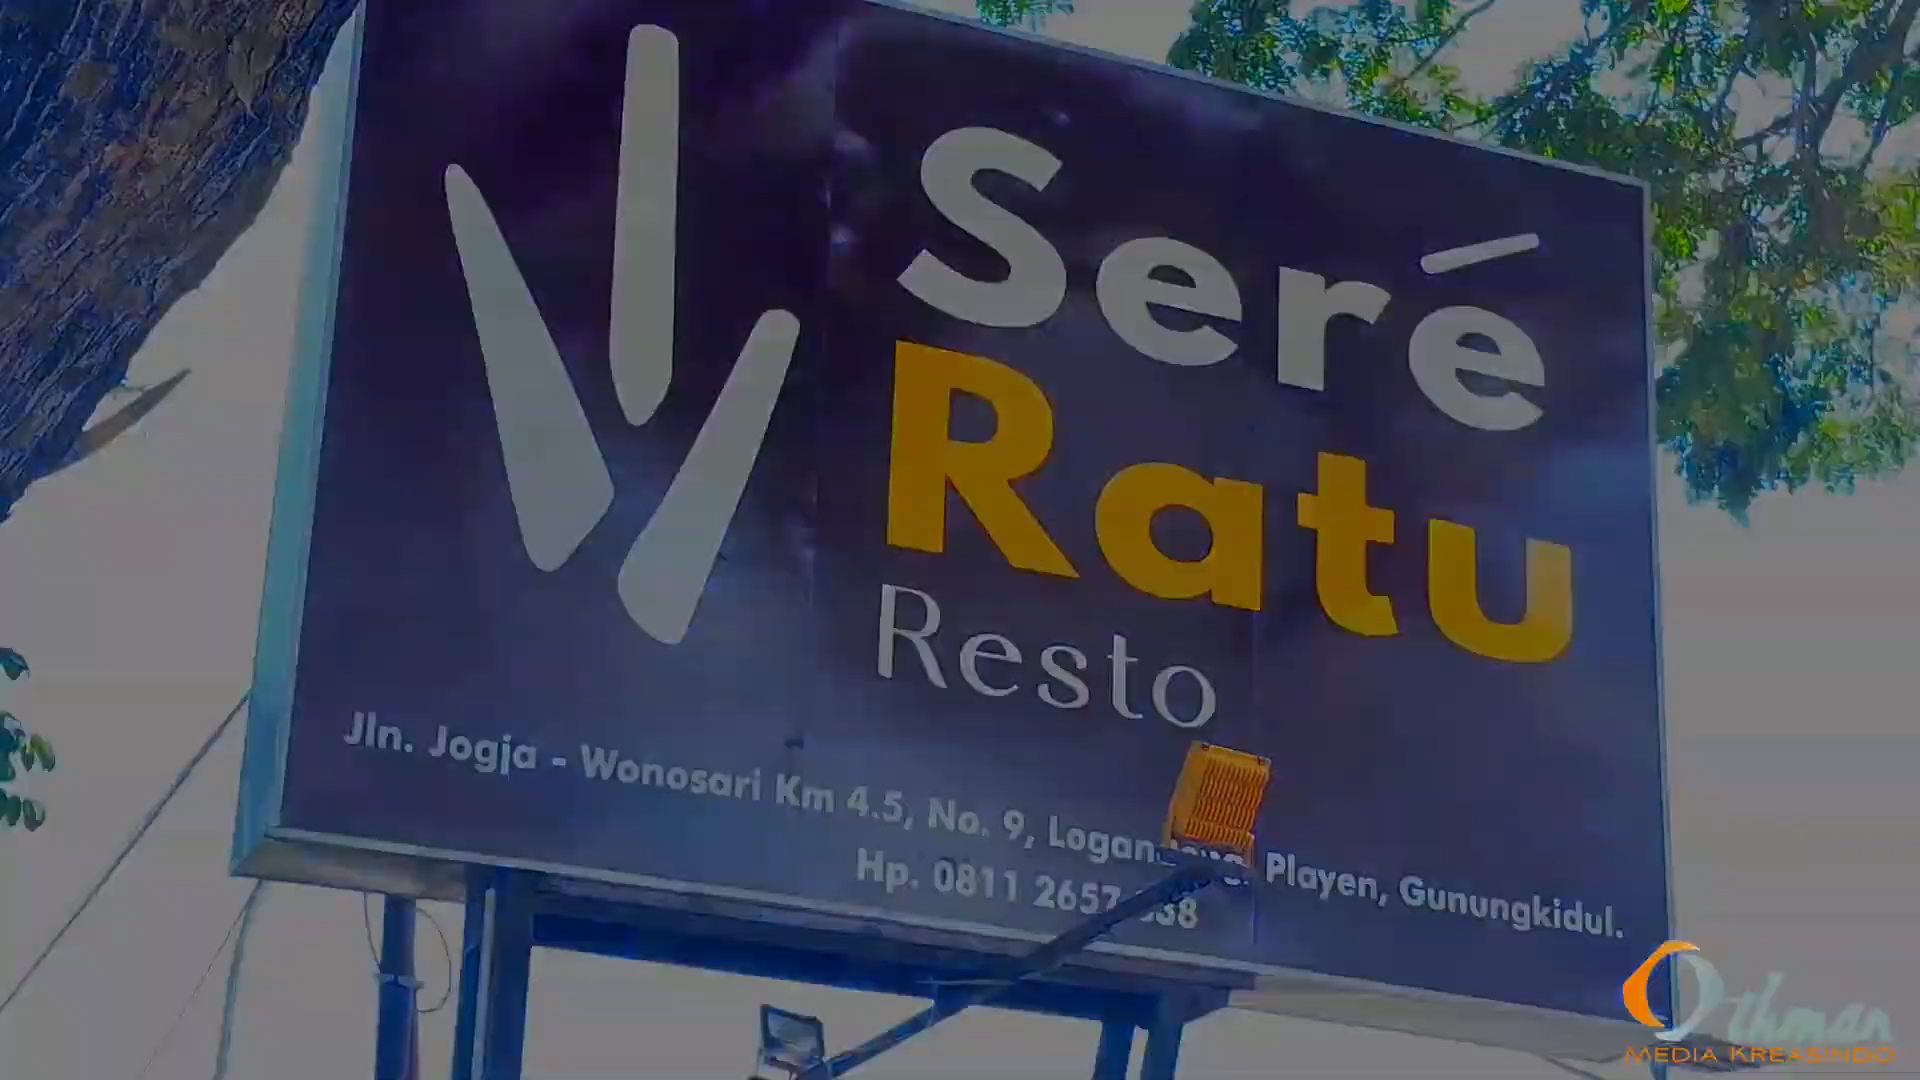 Seré
Ratu
Resto
Jln. Jogja - Wonosari Km 4.5, No. 9, Playen, Gunungkidul.
Hp. 0811 2657
Othman
MEDIA KREASINDO